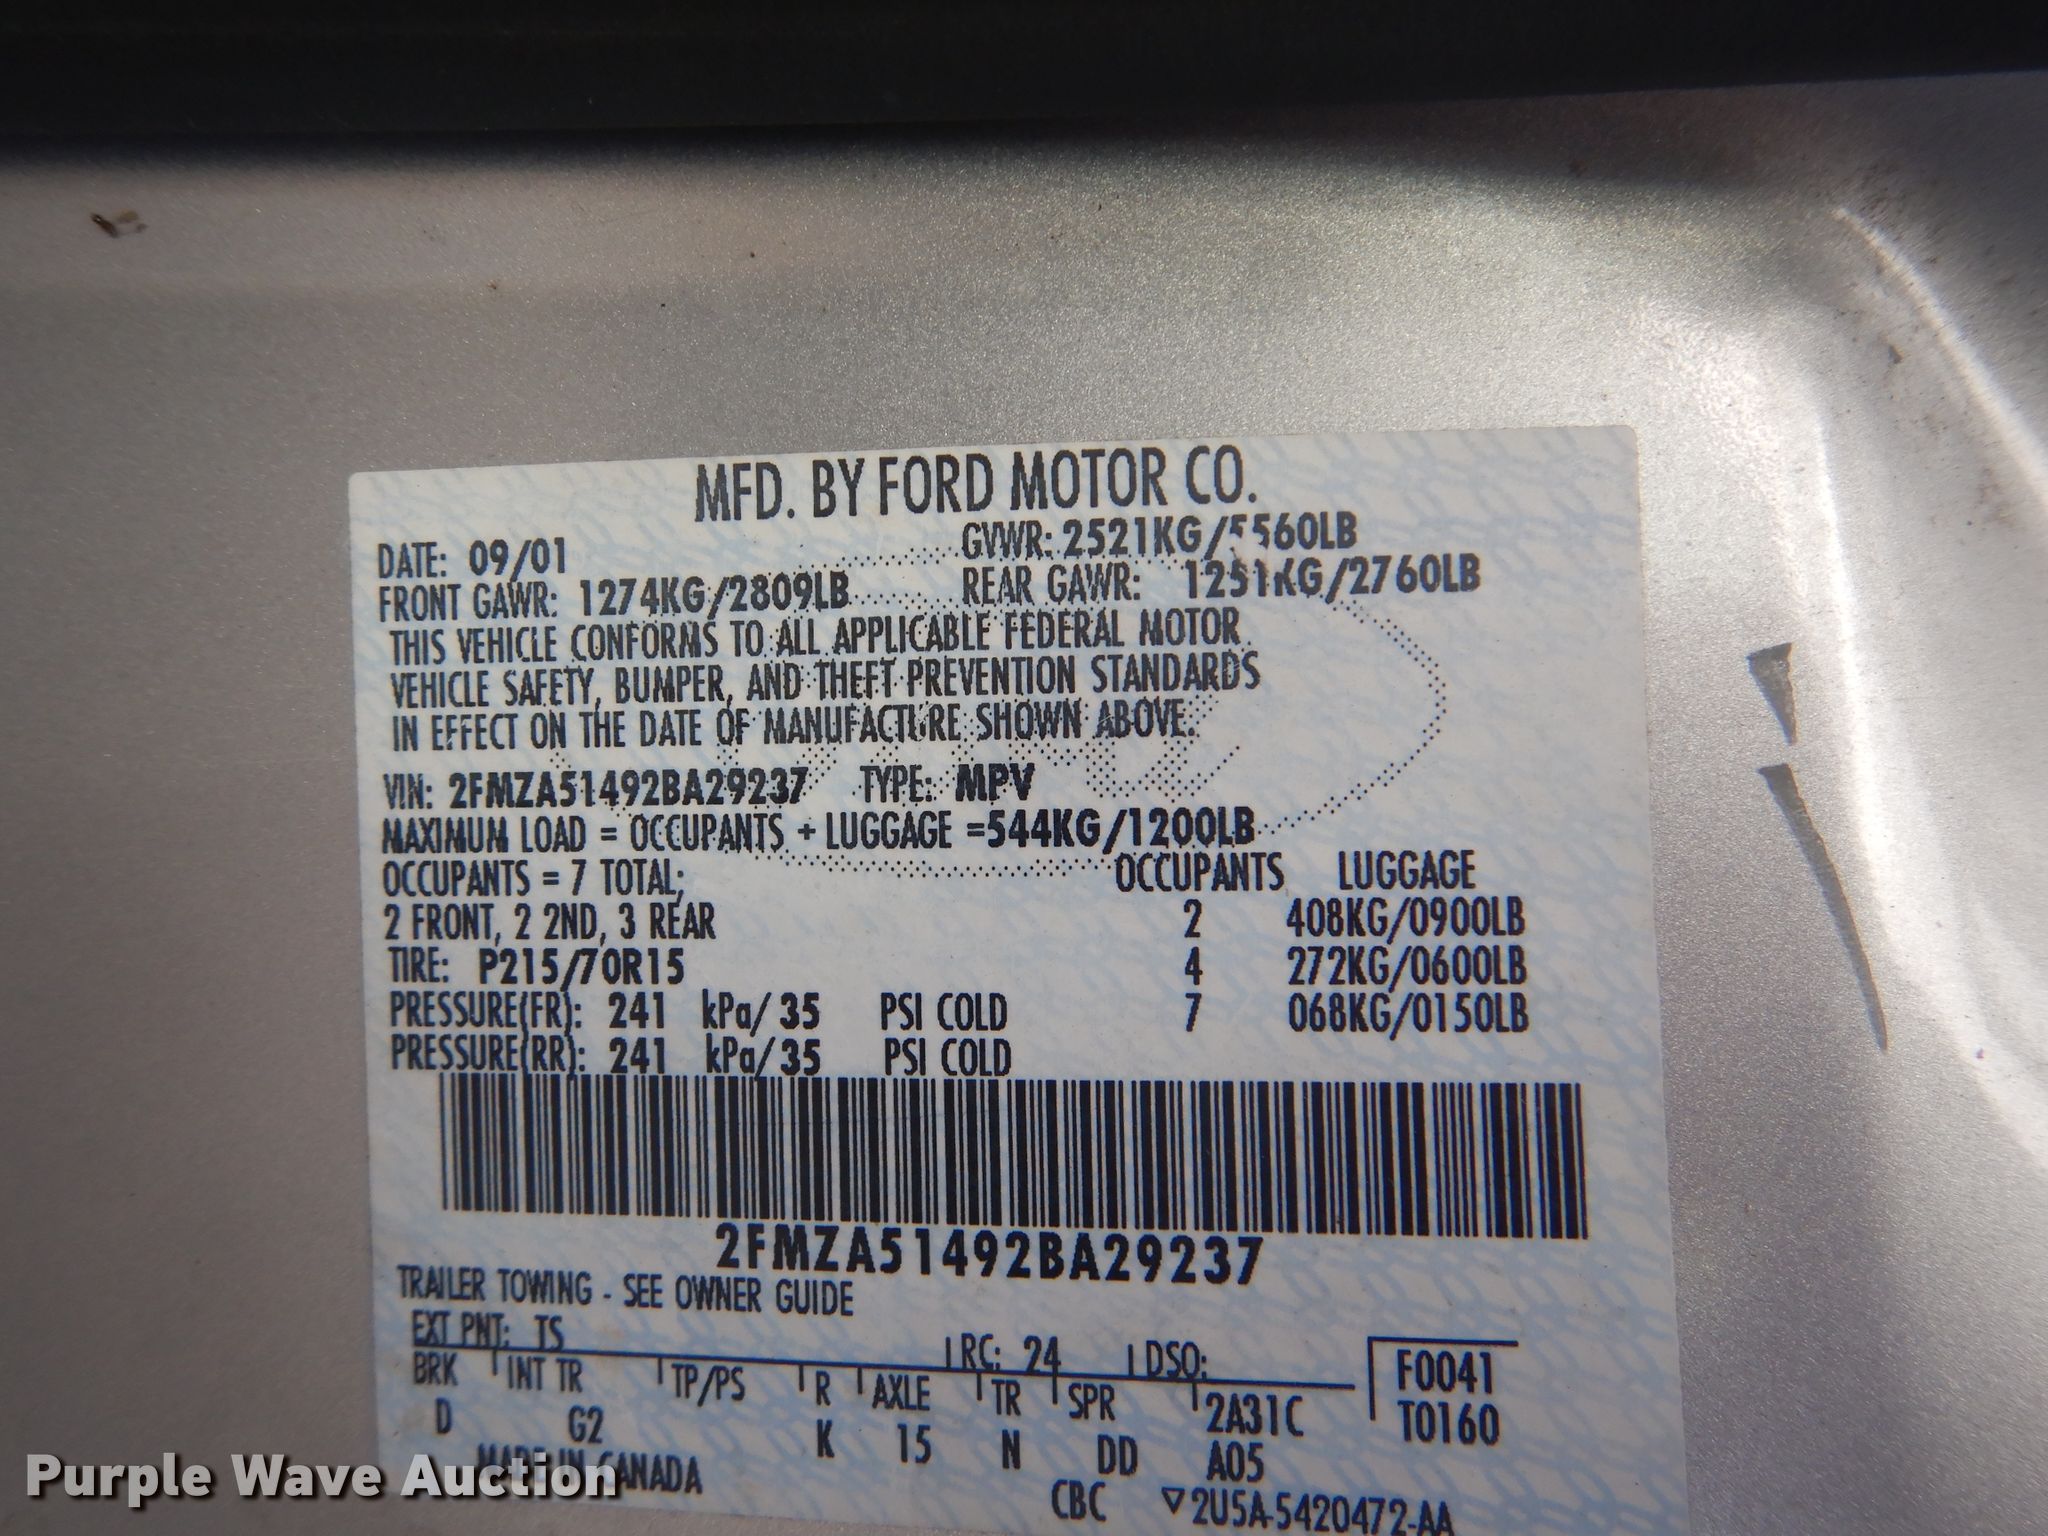 MFD. BY FORD MOTOR CO.
DATE: 09/01 GVWR: 2521KG/5560LB
FRONT GAWR: 1274KG/2809LB REAR GAWR: 1251KG/2760LB
THIS VEHICLE CONFORMS TO ALL APPLICABLE FEDERAL MOTOR
VEHICLE SAFETY, BUMPER, AND THEFT PREVENTION STANDARDS
IN EFFECT ON THE DATE OF MANUFACTURE SHOWN ABOVE.
VIN: 2FMZA51492BA29237 TYPE: MPV
MAXIMUM LOAD = OCCUPANTS + LUGGAGE =544KG/1200LB
OCCUPANTS = 7 TOTAL; OCCUPANTS LUGGAGE
2 FRONT, 2 2ND, 3 REAR 2 408KG/0900LB
TIRE: P215/70R15 4 272KG/0600LB
PRESSURE(FR): 241 kPa/ 35 PSI COLD 7 068KG/0150LB
PRESSURE(RR): 241 kPa/ 35 PSI COLD
2FMZA51492BA29237
TRAILER TOWING - SEE OWNER GUIDE
EXT PNT: TS RC: 24 DSO: F0041
BRK INT TR TP/PS R AXLE TR SPR 2A31C T0160
D G2 K 15 N DD A05
MADE IN CANADA CBC ▽2U5A-5420472-AA
Purple Wave Auction